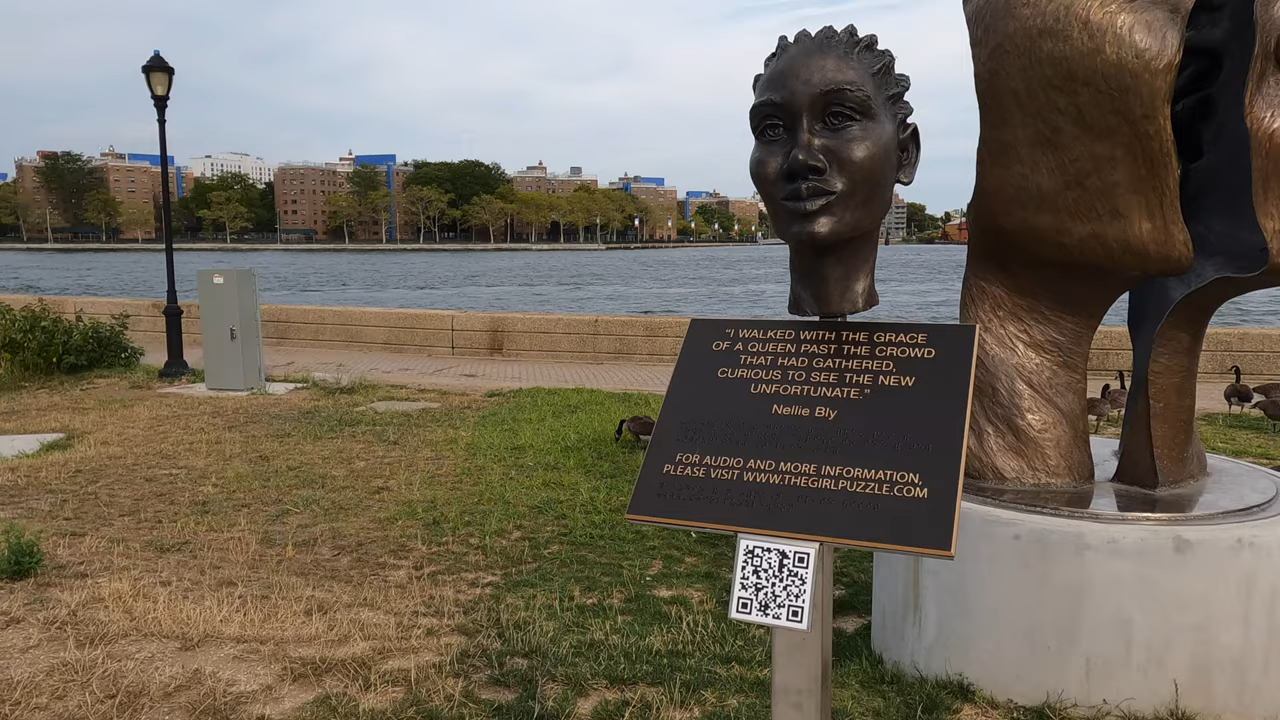 "I WALKED WITH THE GRACE
OF A QUEEN PAST THE CROWD
THAT HAD GATHERED,
CURIOUS TO SEE THE NEW
UNFORTUNATE."
Nellie Bly
FOR AUDIO AND MORE INFORMATION,
PLEASE VISIT WWW.THEGIRLPUZZLE.COM